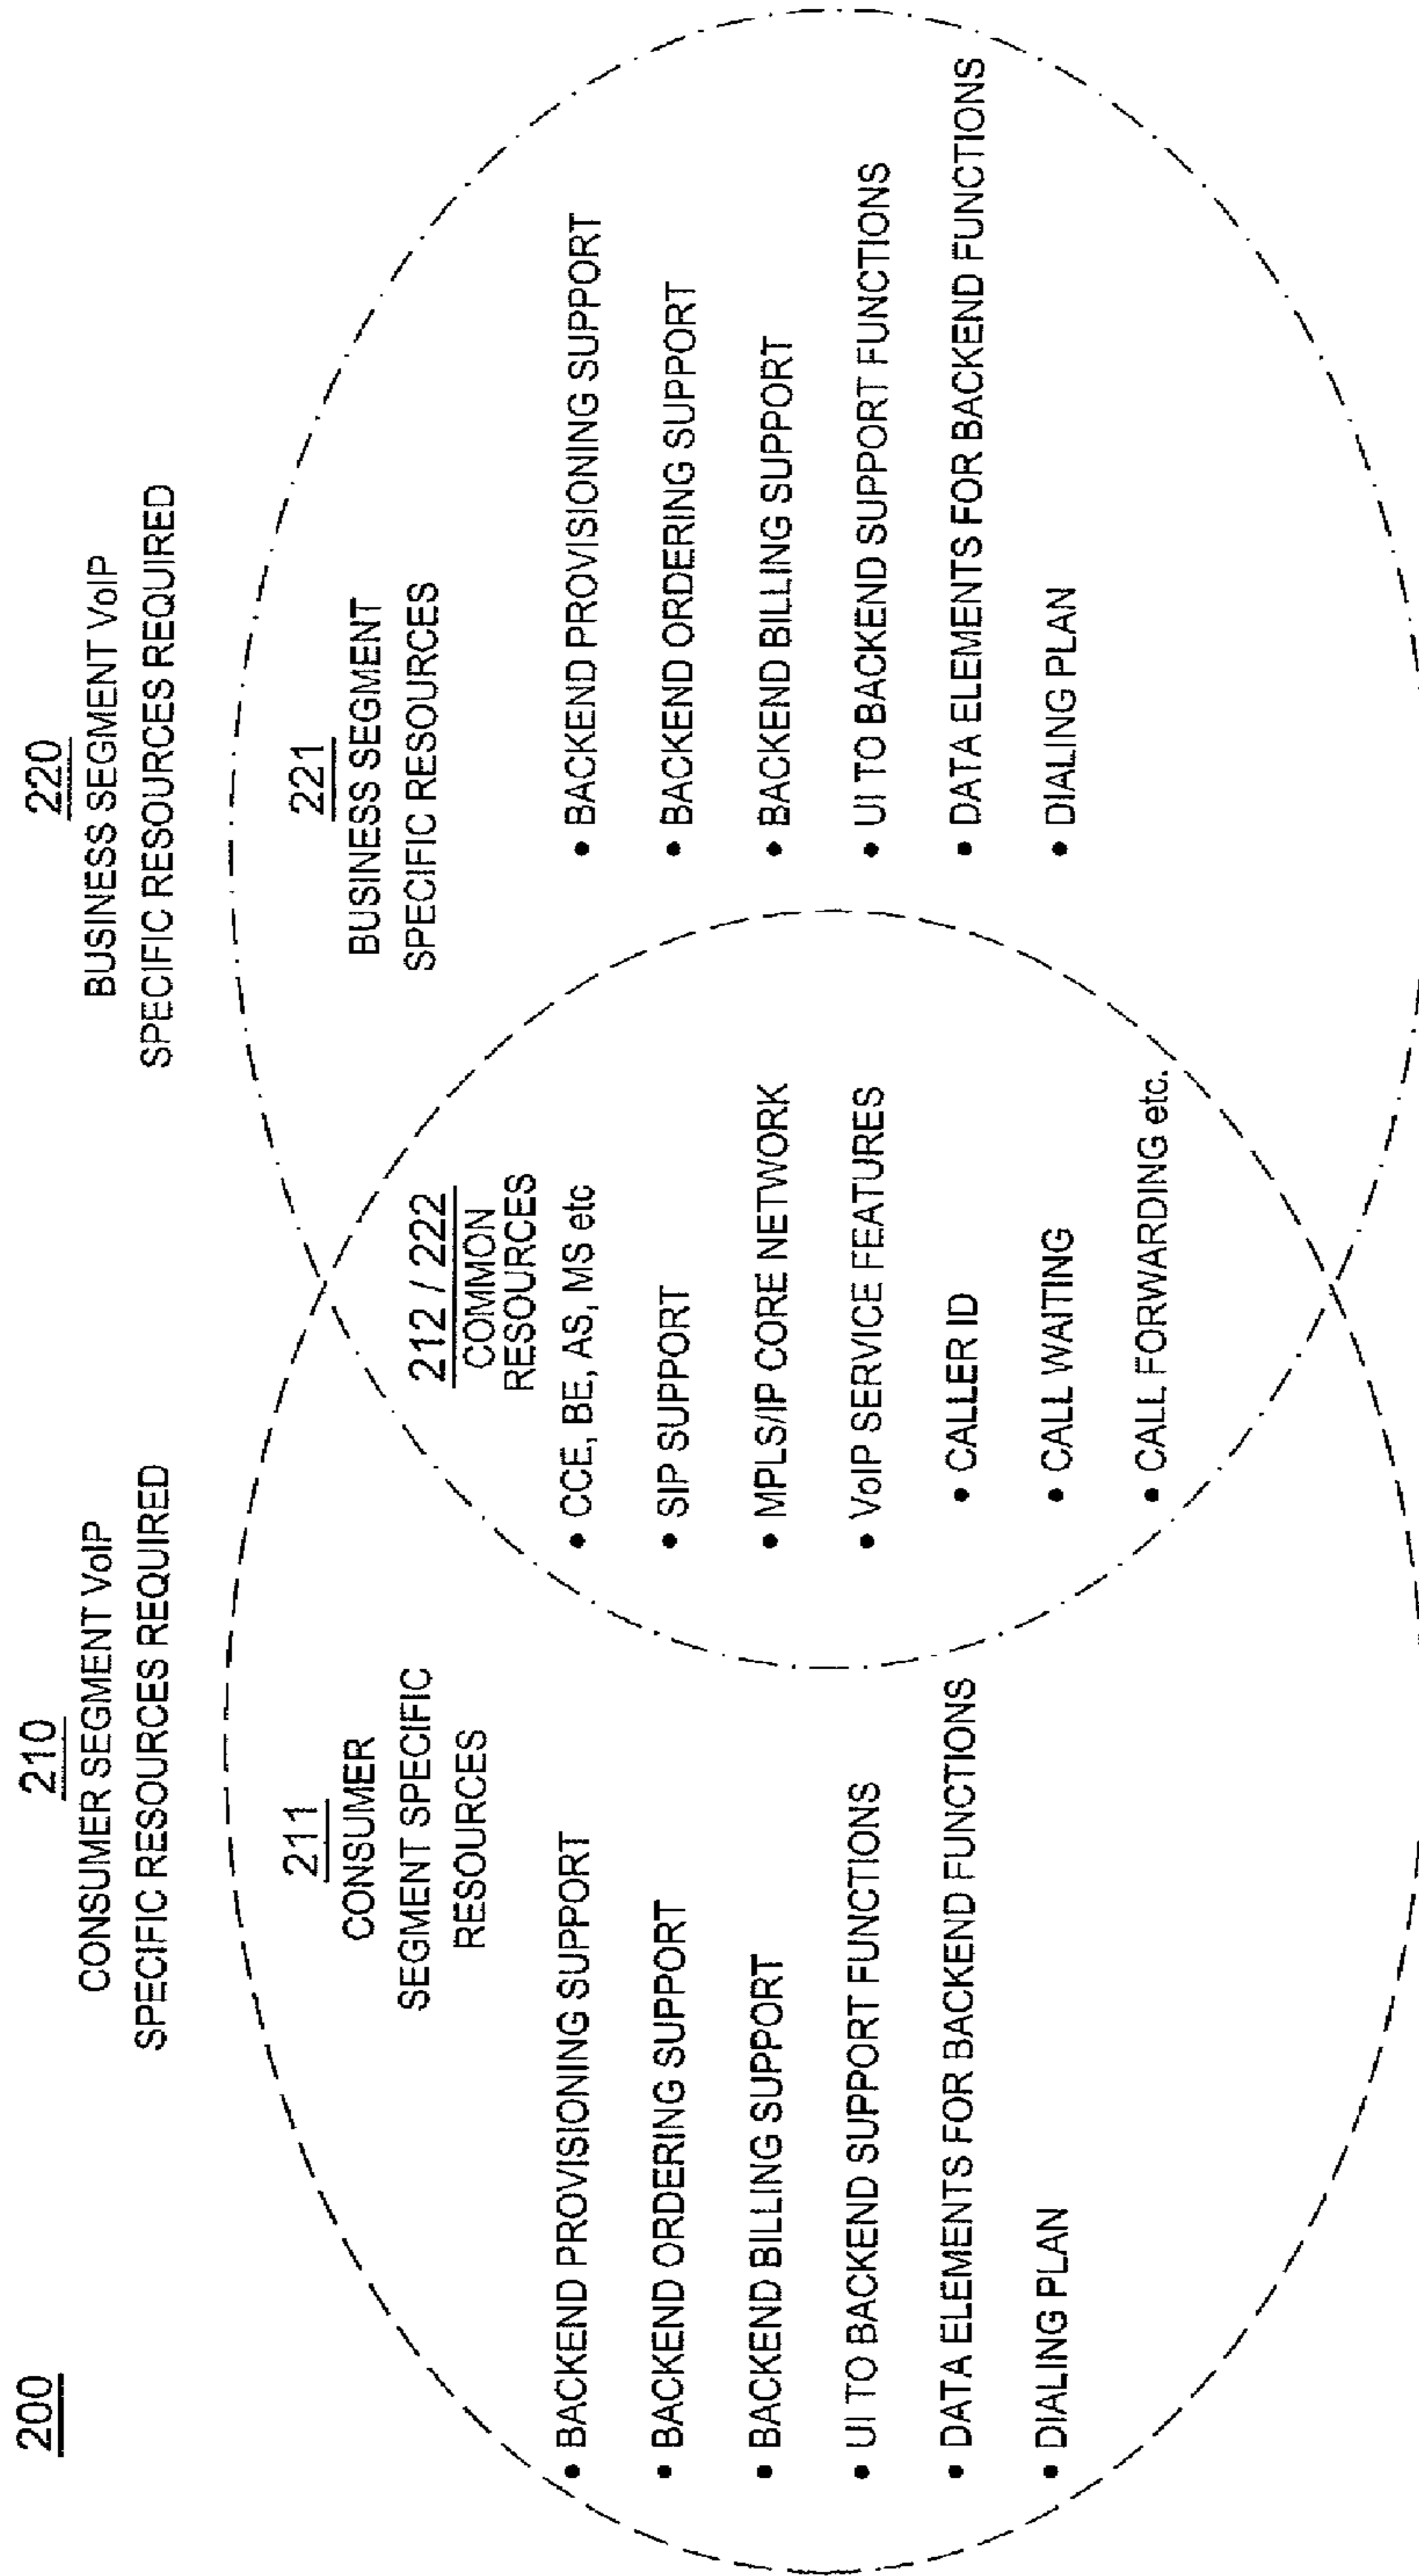 200
210
CONSUMER SEGMENT VoIP
SPECIFIC RESOURCES REQUIRED
220
BUSINESS SEGMENT VoIP
SPECIFIC RESOURCES REQUIRED
211
CONSUMER
SEGMENT SPECIFIC
RESOURCES
• BACKEND PROVISIONING SUPPORT
• BACKEND ORDERING SUPPORT
• BACKEND BILLING SUPPORT
• UI TO BACKEND SUPPORT FUNCTIONS
• DATA ELEMENTS FOR BACKEND FUNCTIONS
• DIALING PLAN
212 / 222
COMMON
RESOURCES
• CCE, BE, AS, MS etc
• SIP SUPPORT
• MPLS/IP CORE NETWORK
• VoIP SERVICE FEATURES
• CALLER ID
• CALL WAITING
• CALL FORWARDING etc.
221
BUSINESS SEGMENT
SPECIFIC RESOURCES
• BACKEND PROVISIONING SUPPORT
• BACKEND ORDERING SUPPORT
• BACKEND BILLING SUPPORT
• UI TO BACKEND SUPPORT FUNCTIONS
• DATA ELEMENTS FOR BACKEND FUNCTIONS
• DIALING PLAN